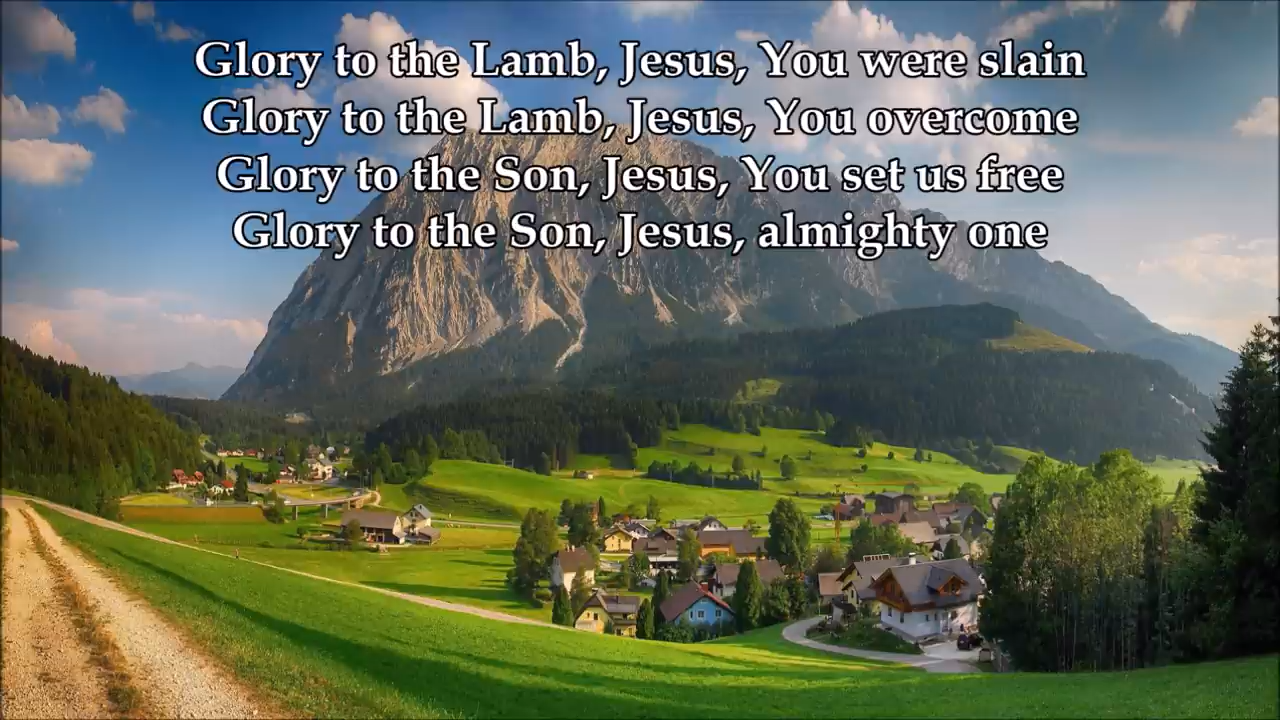 Glory to the Lamb, Jesus, You were slain
Glory to the Lamb, Jesus, You overcome
Glory to the Son, Jesus, You set us free
Glory to the Son, Jesus, almighty one